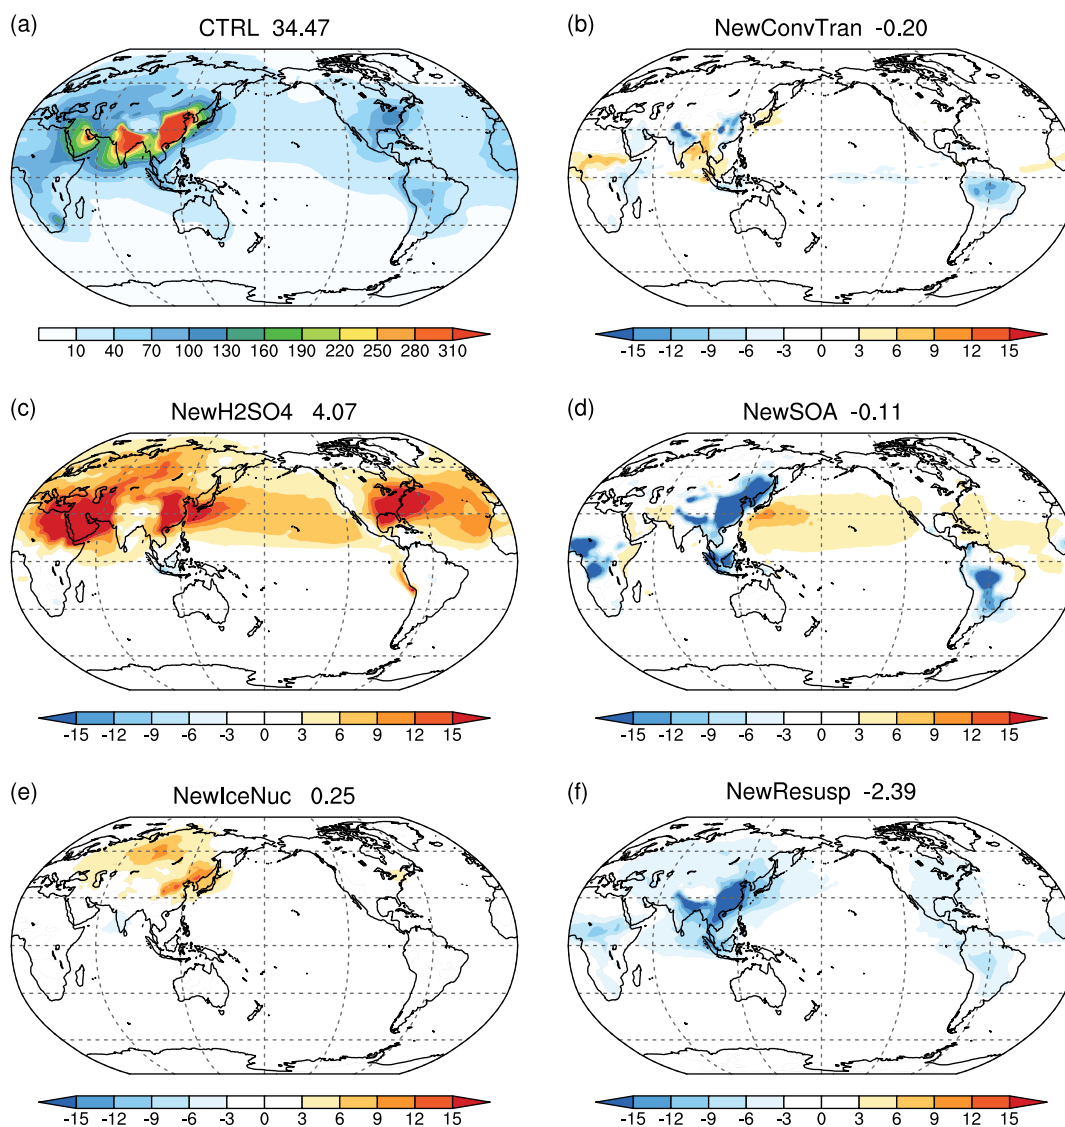 (a) CTRL 34.47
(b) NewConvTran -0.20
10 40 70 100 130 160 190 220 250 280 310
-15 -12 -9 -6 -3 0 3 6 9 12 15
(c) NewH2SO4 4.07
(d) NewSOA -0.11
-15 -12 -9 -6 -3 0 3 6 9 12 15
-15 -12 -9 -6 -3 0 3 6 9 12 15
(e) NewIceNuc 0.25
(f) NewResusp -2.39
-15 -12 -9 -6 -3 0 3 6 9 12 15
-15 -12 -9 -6 -3 0 3 6 9 12 15